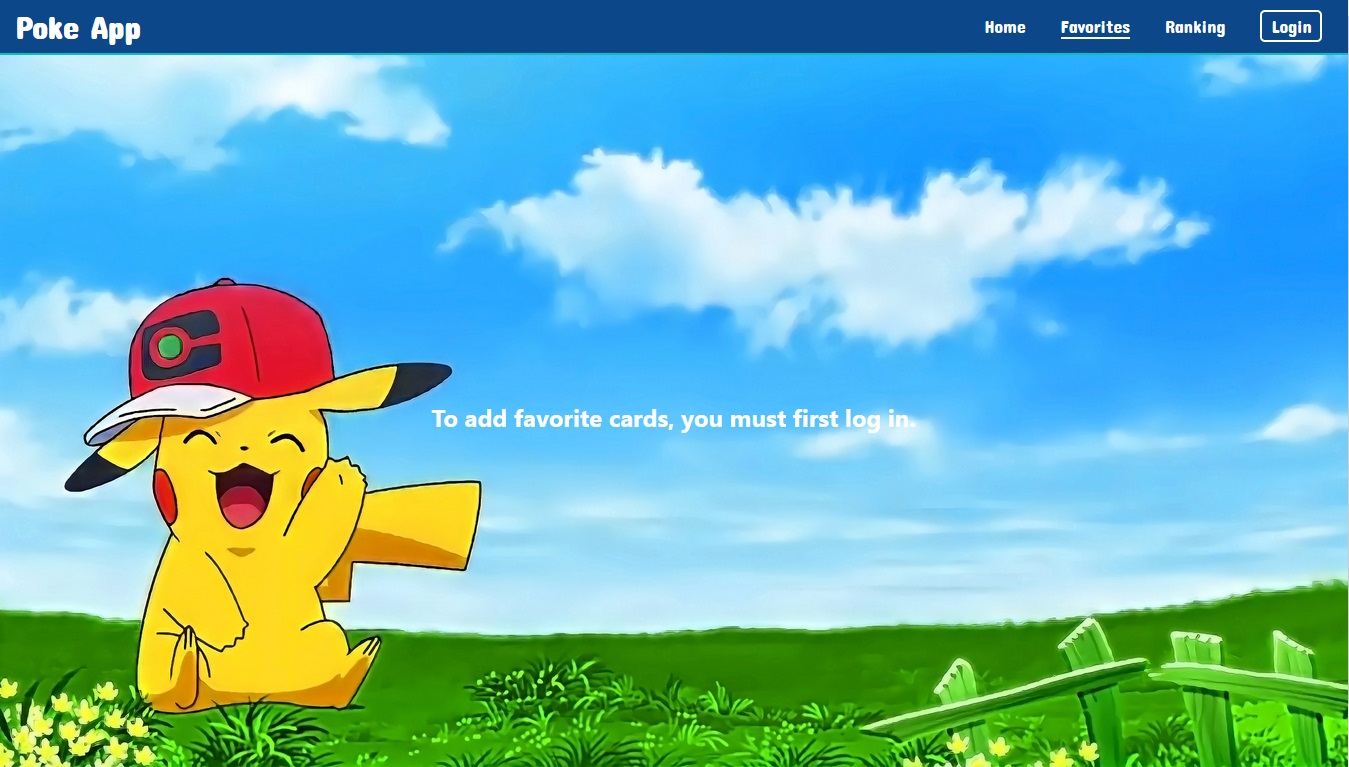 Poke App
Home
Favorites
Ranking
Login
To add favorite cards, you must first log in.